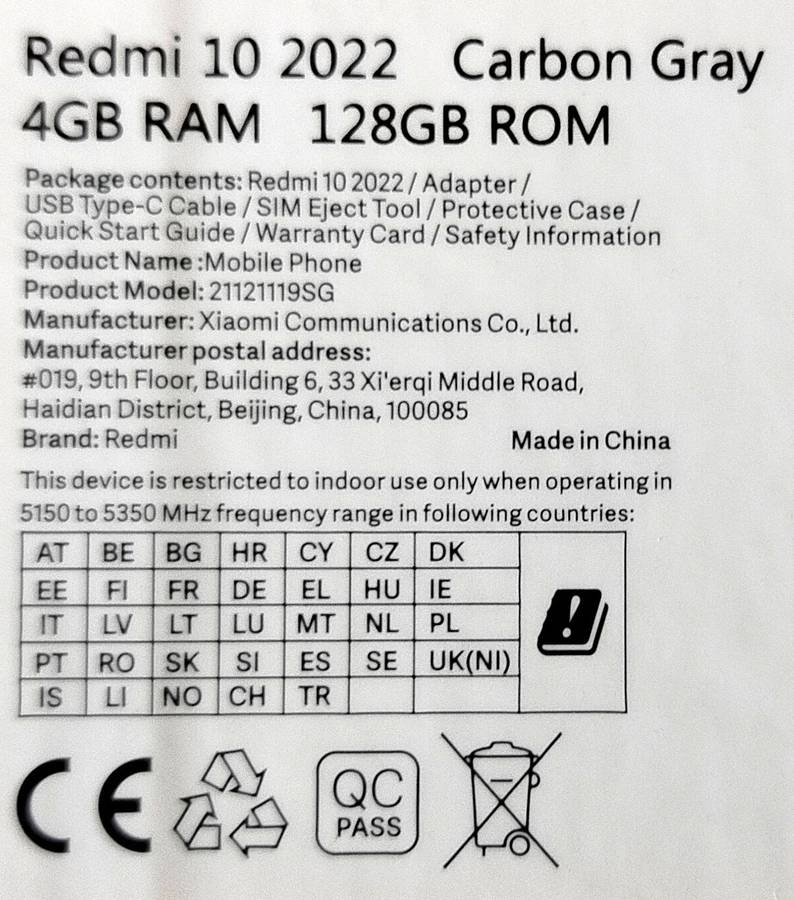 Redmi 10 2022 Carbon Gray
4GB RAM 128GB ROM
Package contents: Redmi 10 2022 / Adapter /
USB Type-C Cable / SIM Eject Tool / Protective Case /
Quick Start Guide / Warranty Card / Safety Information
Product Name :Mobile Phone
Product Model: 21121119SG
Manufacturer: Xiaomi Communications Co., Ltd.
Manufacturer postal address:
#019, 9th Floor, Building 6, 33 Xi'erqi Middle Road,
Haidian District, Beijing, China, 100085
Brand: Redmi Made in China
This device is restricted to indoor use only when operating in
5150 to 5350 MHz frequency range in following countries:
AT BE BG HR CY CZ DK
EE FI FR DE EL HU IE
IT LV LT LU MT NL PL
PT RO SK SI ES SE UK(NI)
IS LI NO CH TR
CE
QC
PASS